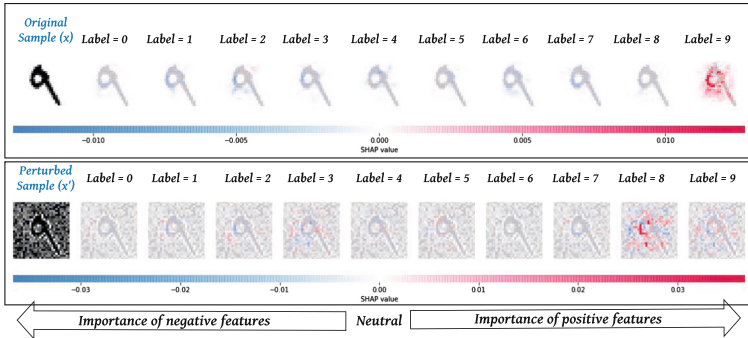 Original
Sample (x) Label = 0 Label = 1 Label = 2 Label = 3 Label = 4 Label = 5 Label = 6 Label = 7 Label = 8 Label = 9
−0.010 −0.005 0.000 0.005 0.010
SHAP value
Perturbed
Sample (x') Label = 0 Label = 1 Label = 2 Label = 3 Label = 4 Label = 5 Label = 6 Label = 7 Label = 8 Label = 9
−0.03 −0.02 −0.01 0.00 0.01 0.02 0.03
SHAP value
Importance of negative features Neutral Importance of positive features